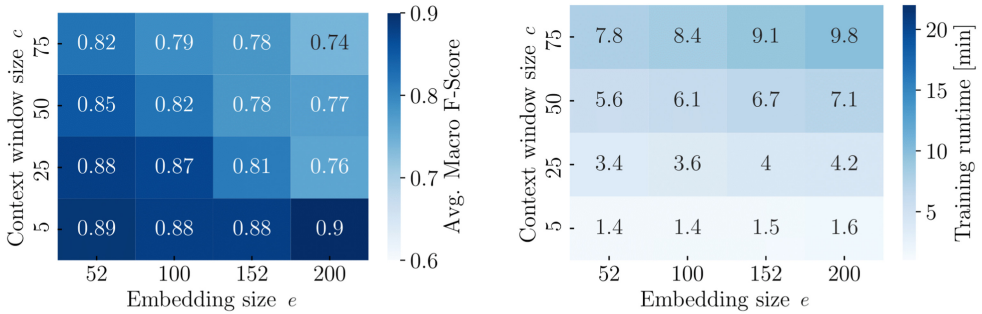 Context window size c
75
50
25
5
0.82 0.79 0.78 0.74
0.85 0.82 0.78 0.77
0.88 0.87 0.81 0.76
0.89 0.88 0.88 0.9
52 100 152 200
Embedding size e
0.9
0.8
0.7
0.6
Avg. Macro F-Score
Context window size c
75
50
25
5
7.8 8.4 9.1 9.8
5.6 6.1 6.7 7.1
3.4 3.6 4 4.2
1.4 1.4 1.5 1.6
52 100 152 200
Embedding size e
20
15
10
5
Training runtime [min]